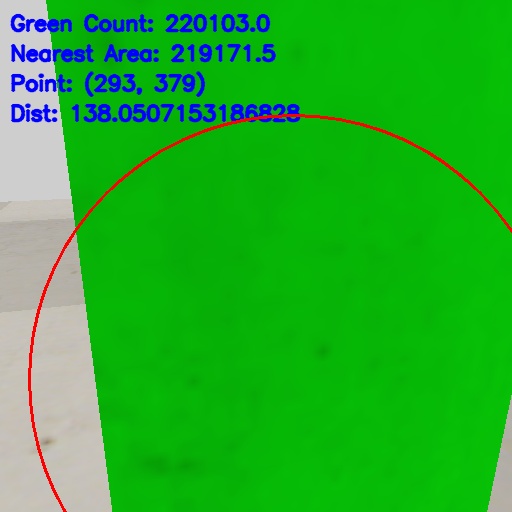 Green Count: 220103.0
Nearest Area: 219171.5
Point: (293, 379)
Dist: 138.0507153186828